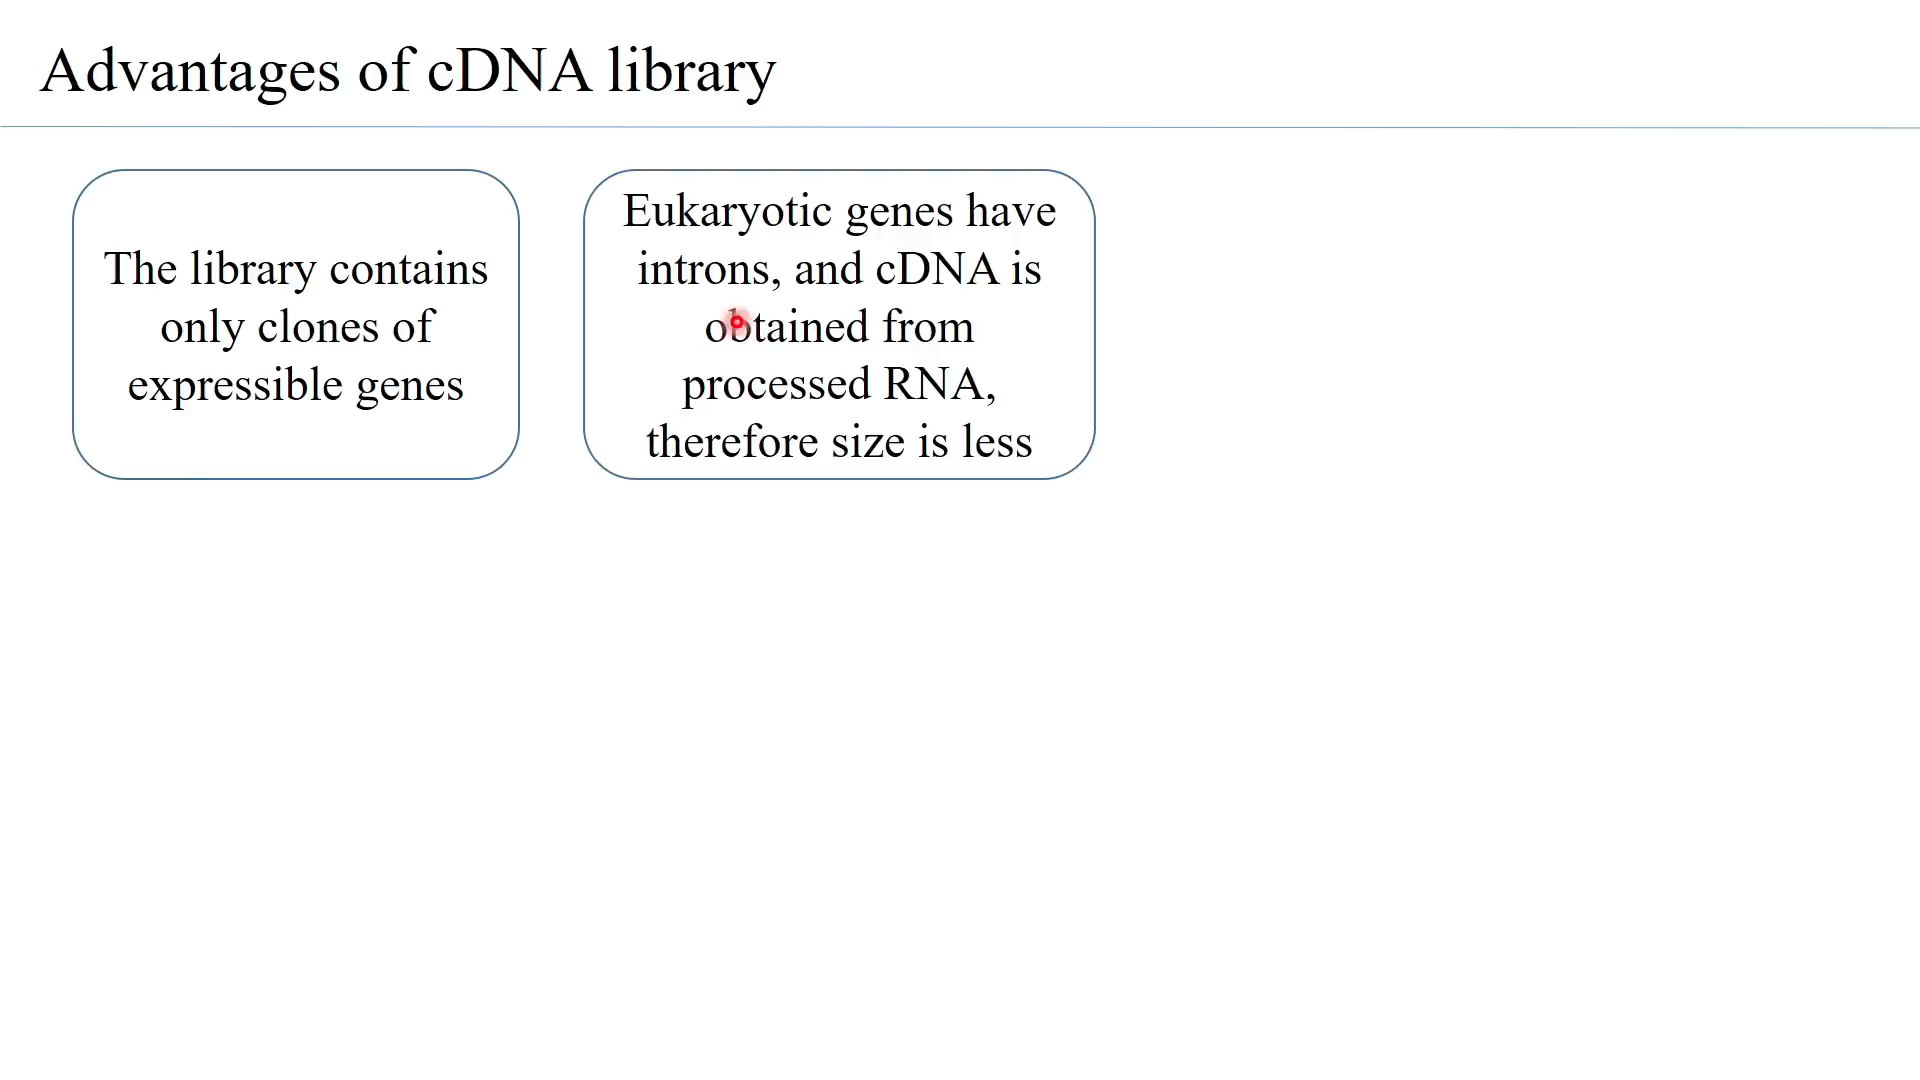 Advantages of cDNA library
The library contains
only clones of
expressible genes
Eukaryotic genes have
introns, and cDNA is
obtained from
processed RNA,
therefore size is less